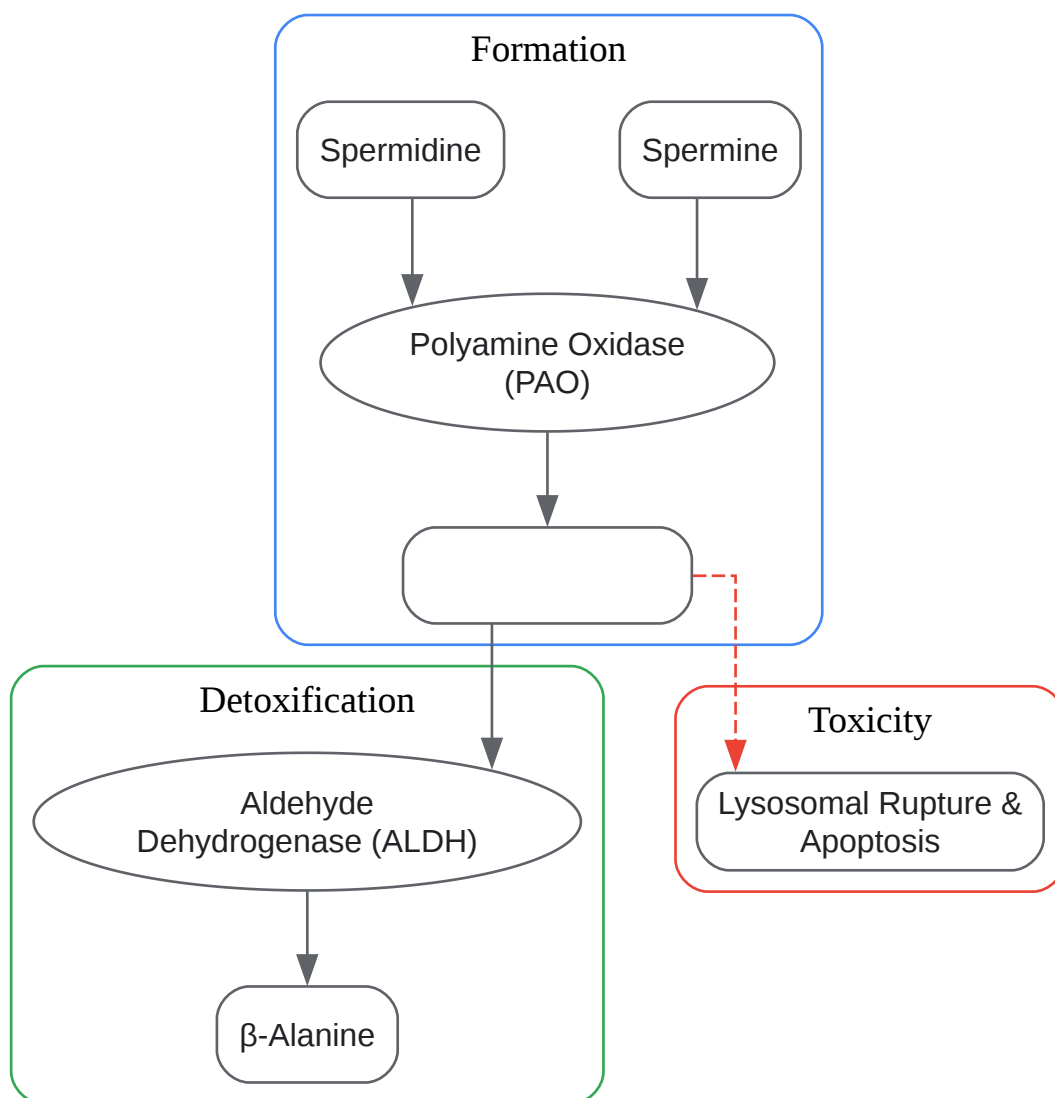 Formation
Spermidine
Spermine
Polyamine Oxidase
(PAO)
Detoxification
Toxicity
Aldehyde
Dehydrogenase (ALDH)
Lysosomal Rupture &
Apoptosis
β-Alanine